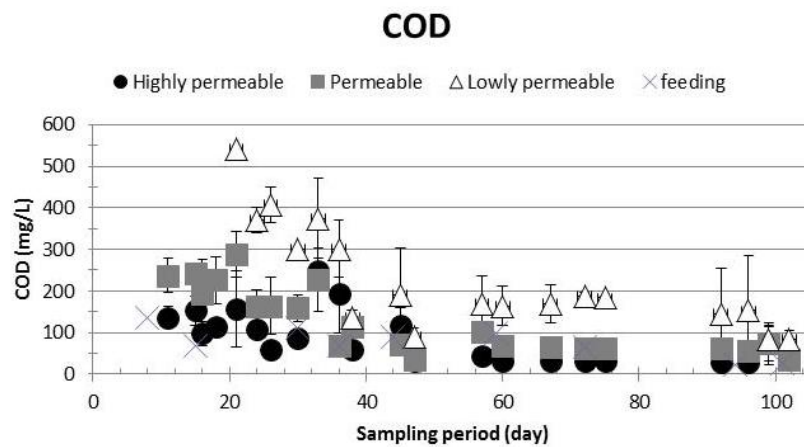 COD
Highly permeable Permeable Lowly permeable feeding
600
500
400
300
200
100
0
COD (mg/L)
0 20 40 60 80 100
Sampling period (day)